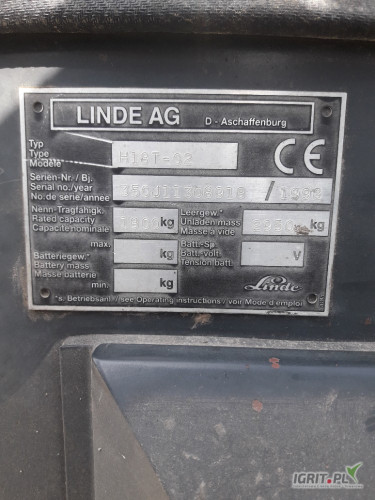 LINDE AG D - Aschaffenburg
Typ
Type
Modèle
H16T-02
CE
Serien-Nr. / Bj.
Serial no./year
No. de série/année
/
Nenn-Tragfähigk.
Rated capacity
Capacité nominale
kg
Leergew.*
Unladen mass
Masse à vide
kg
Batteriegew.*
Battery mass
Masse batterie
max.
kg
min.
kg
Batt.-Sp.
Batt.-volt.
Tension batt.
V
Linde
*s. Betriebsanl./see Operating instructions/voir Mode d'emploi
IGRIT.PL